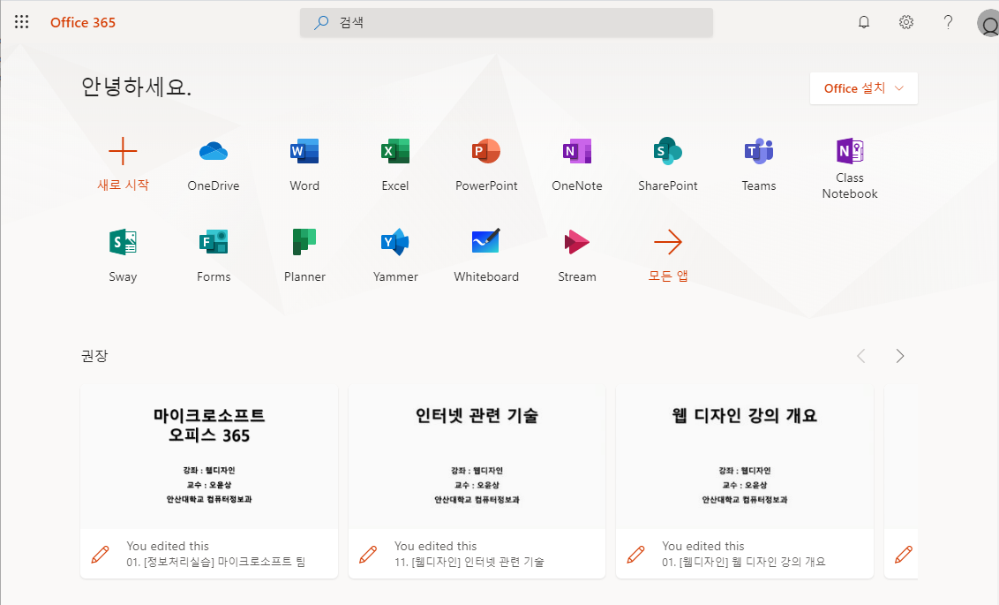 Office 365
검색
안녕하세요.
Office 설치
새로 시작
OneDrive
Word
Excel
PowerPoint
OneNote
SharePoint
Teams
Class
Notebook
Sway
Forms
Planner
Yammer
Whiteboard
Stream
모든 앱
권장
마이크로소프트
오피스 365
강좌 : 웹디자인
교수 : 오윤상
안산대학교 컴퓨터정보과
You edited this
01. [정보처리실습] 마이크로소프트 팀
인터넷 관련 기술
강좌 : 웹디자인
교수 : 오윤상
안산대학교 컴퓨터정보과
You edited this
11. [웹디자인] 인터넷 관련 기술
웹 디자인 강의 개요
강좌 : 웹디자인
교수 : 오윤상
안산대학교 컴퓨터정보과
You edited this
01. [웹디자인] 웹 디자인 강의 개요